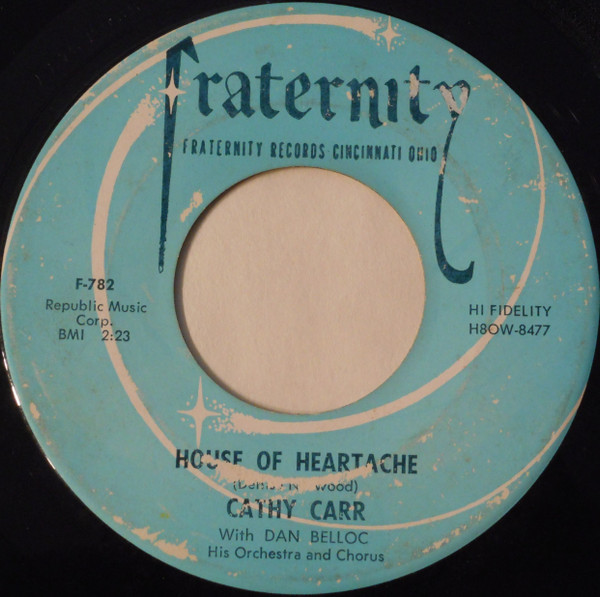 fraternity
FRATERNITY RECORDS CINCINNATI OHIO
F-782
Republic Music
Corp.
BMI 2:23
HI FIDELITY
H8OW-8477
HOUSE OF HEARTACHE
CATHY CARR
With DAN BELLOC
His Orchestra and Chorus